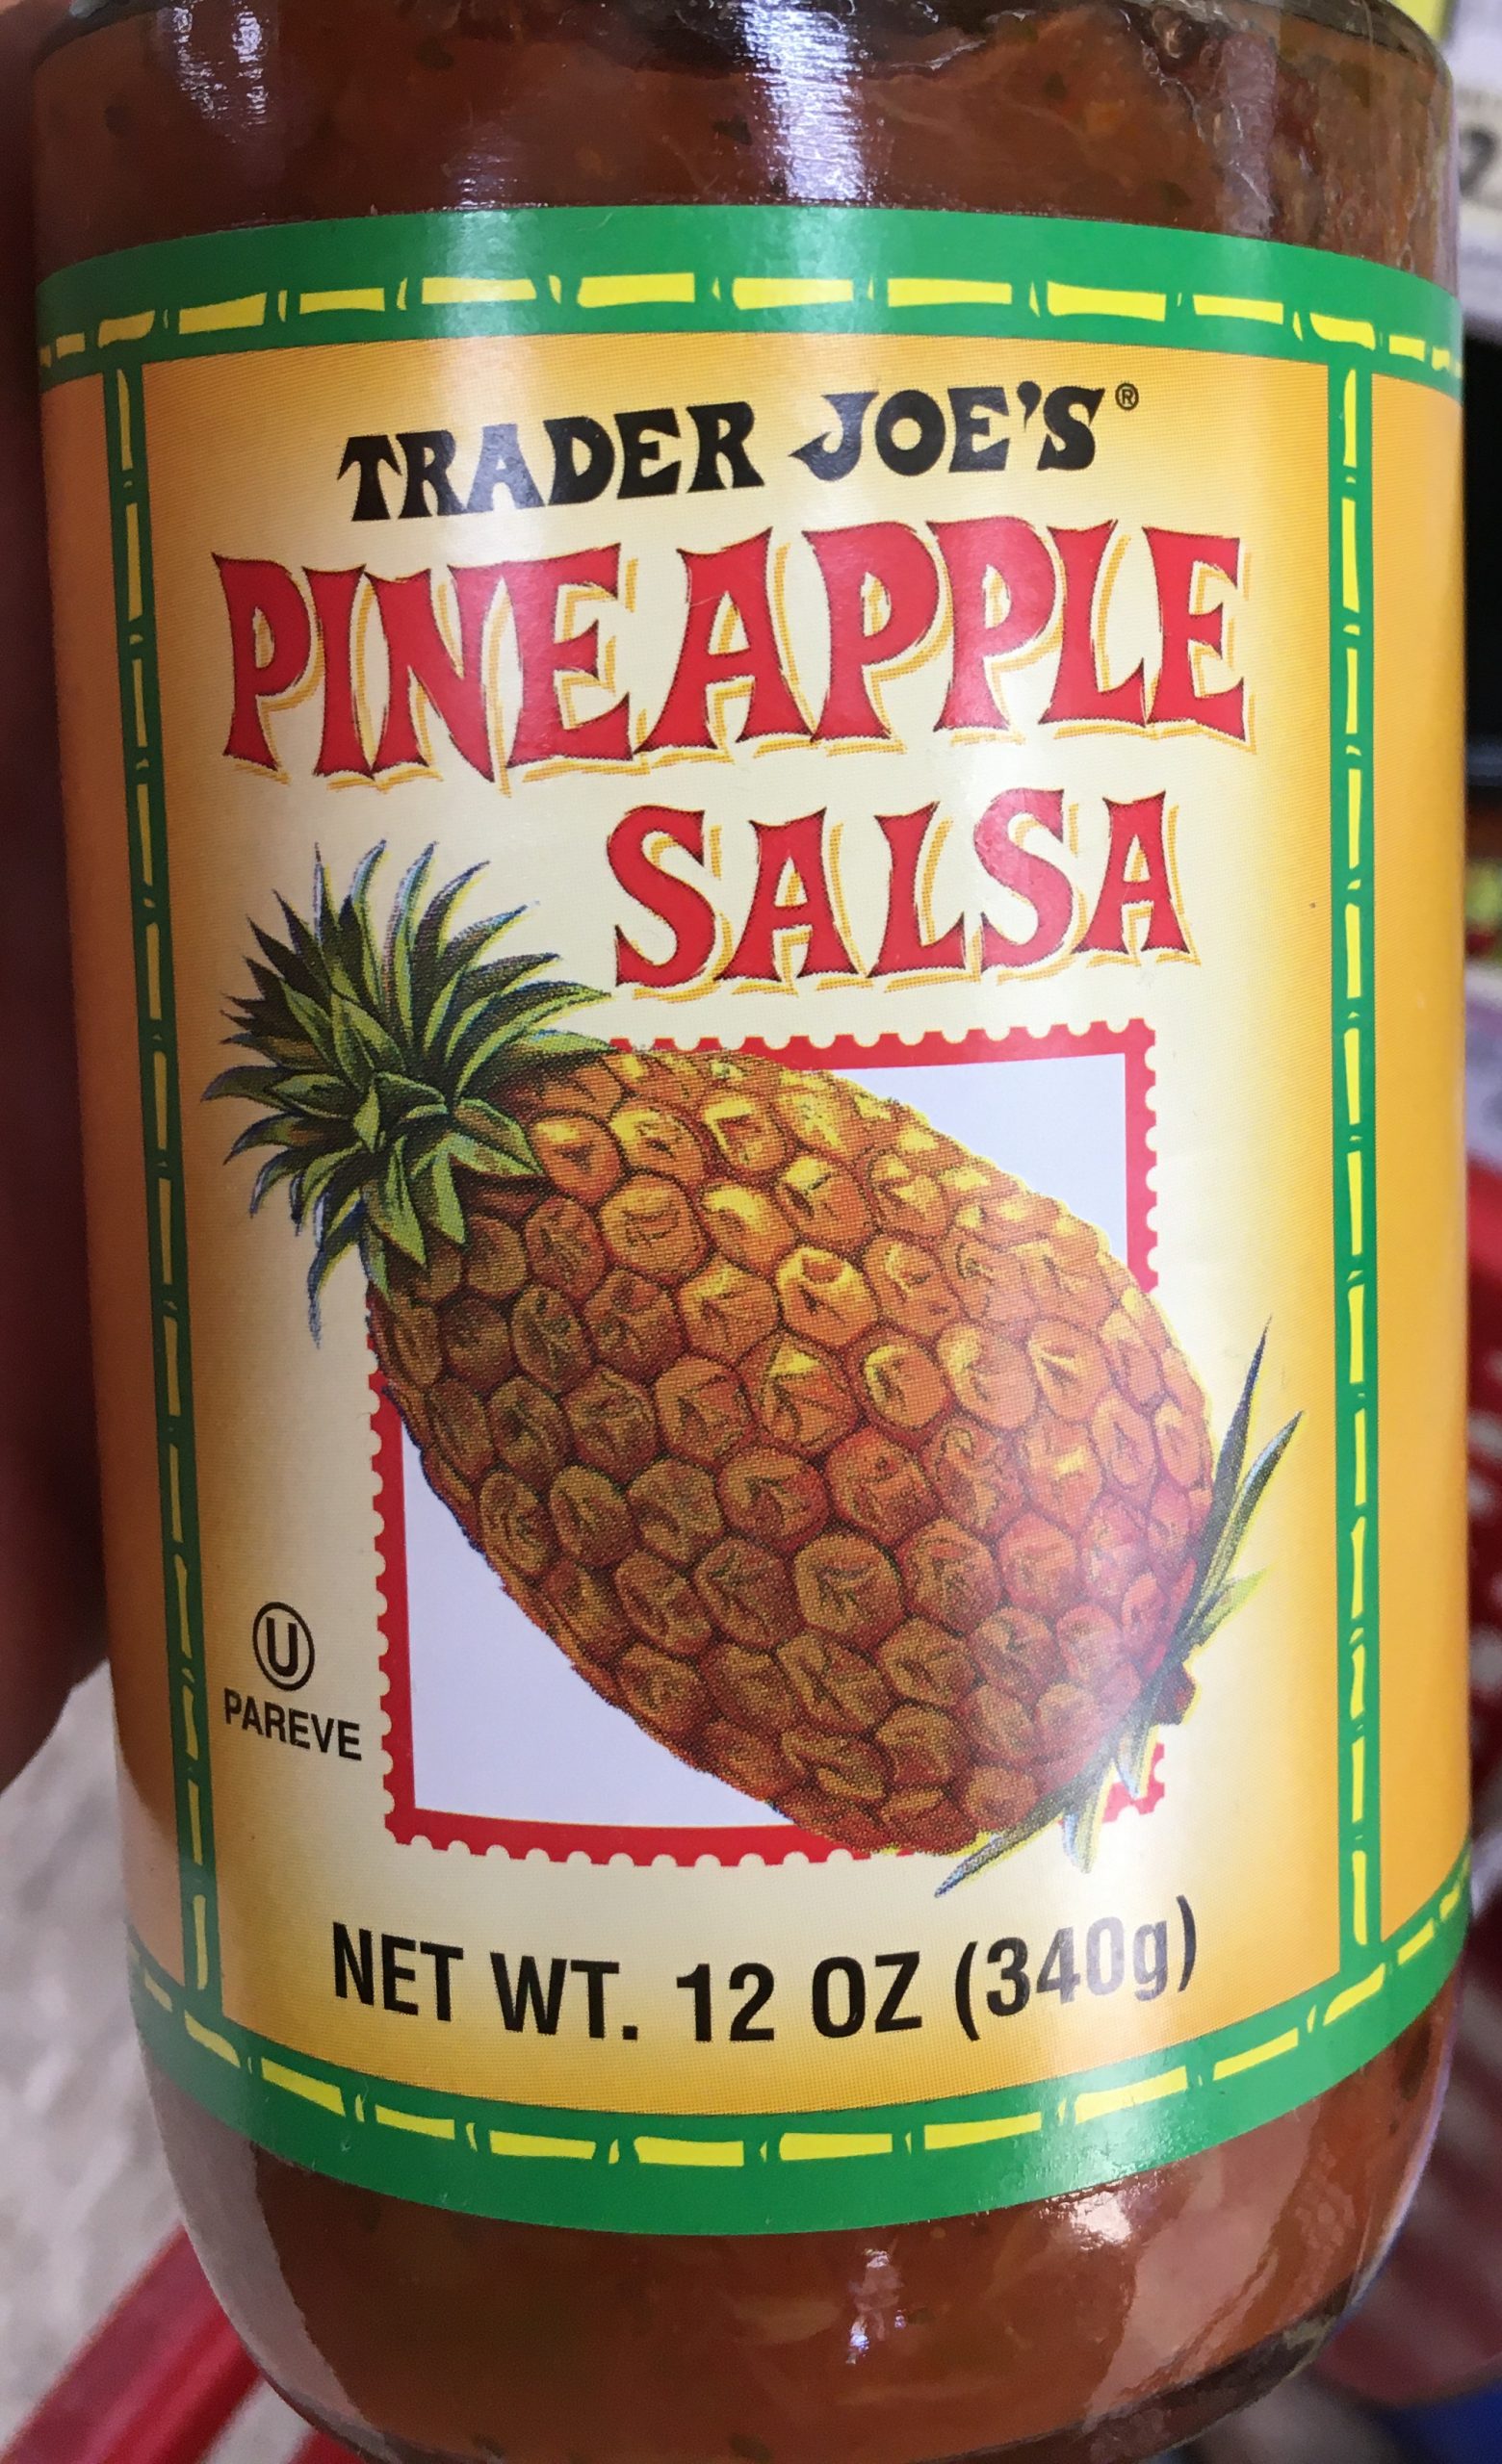 TRADER JOE'S®
PINEAPPLE
SALSA
U
PAREVE
NET WT. 12 OZ (340g)